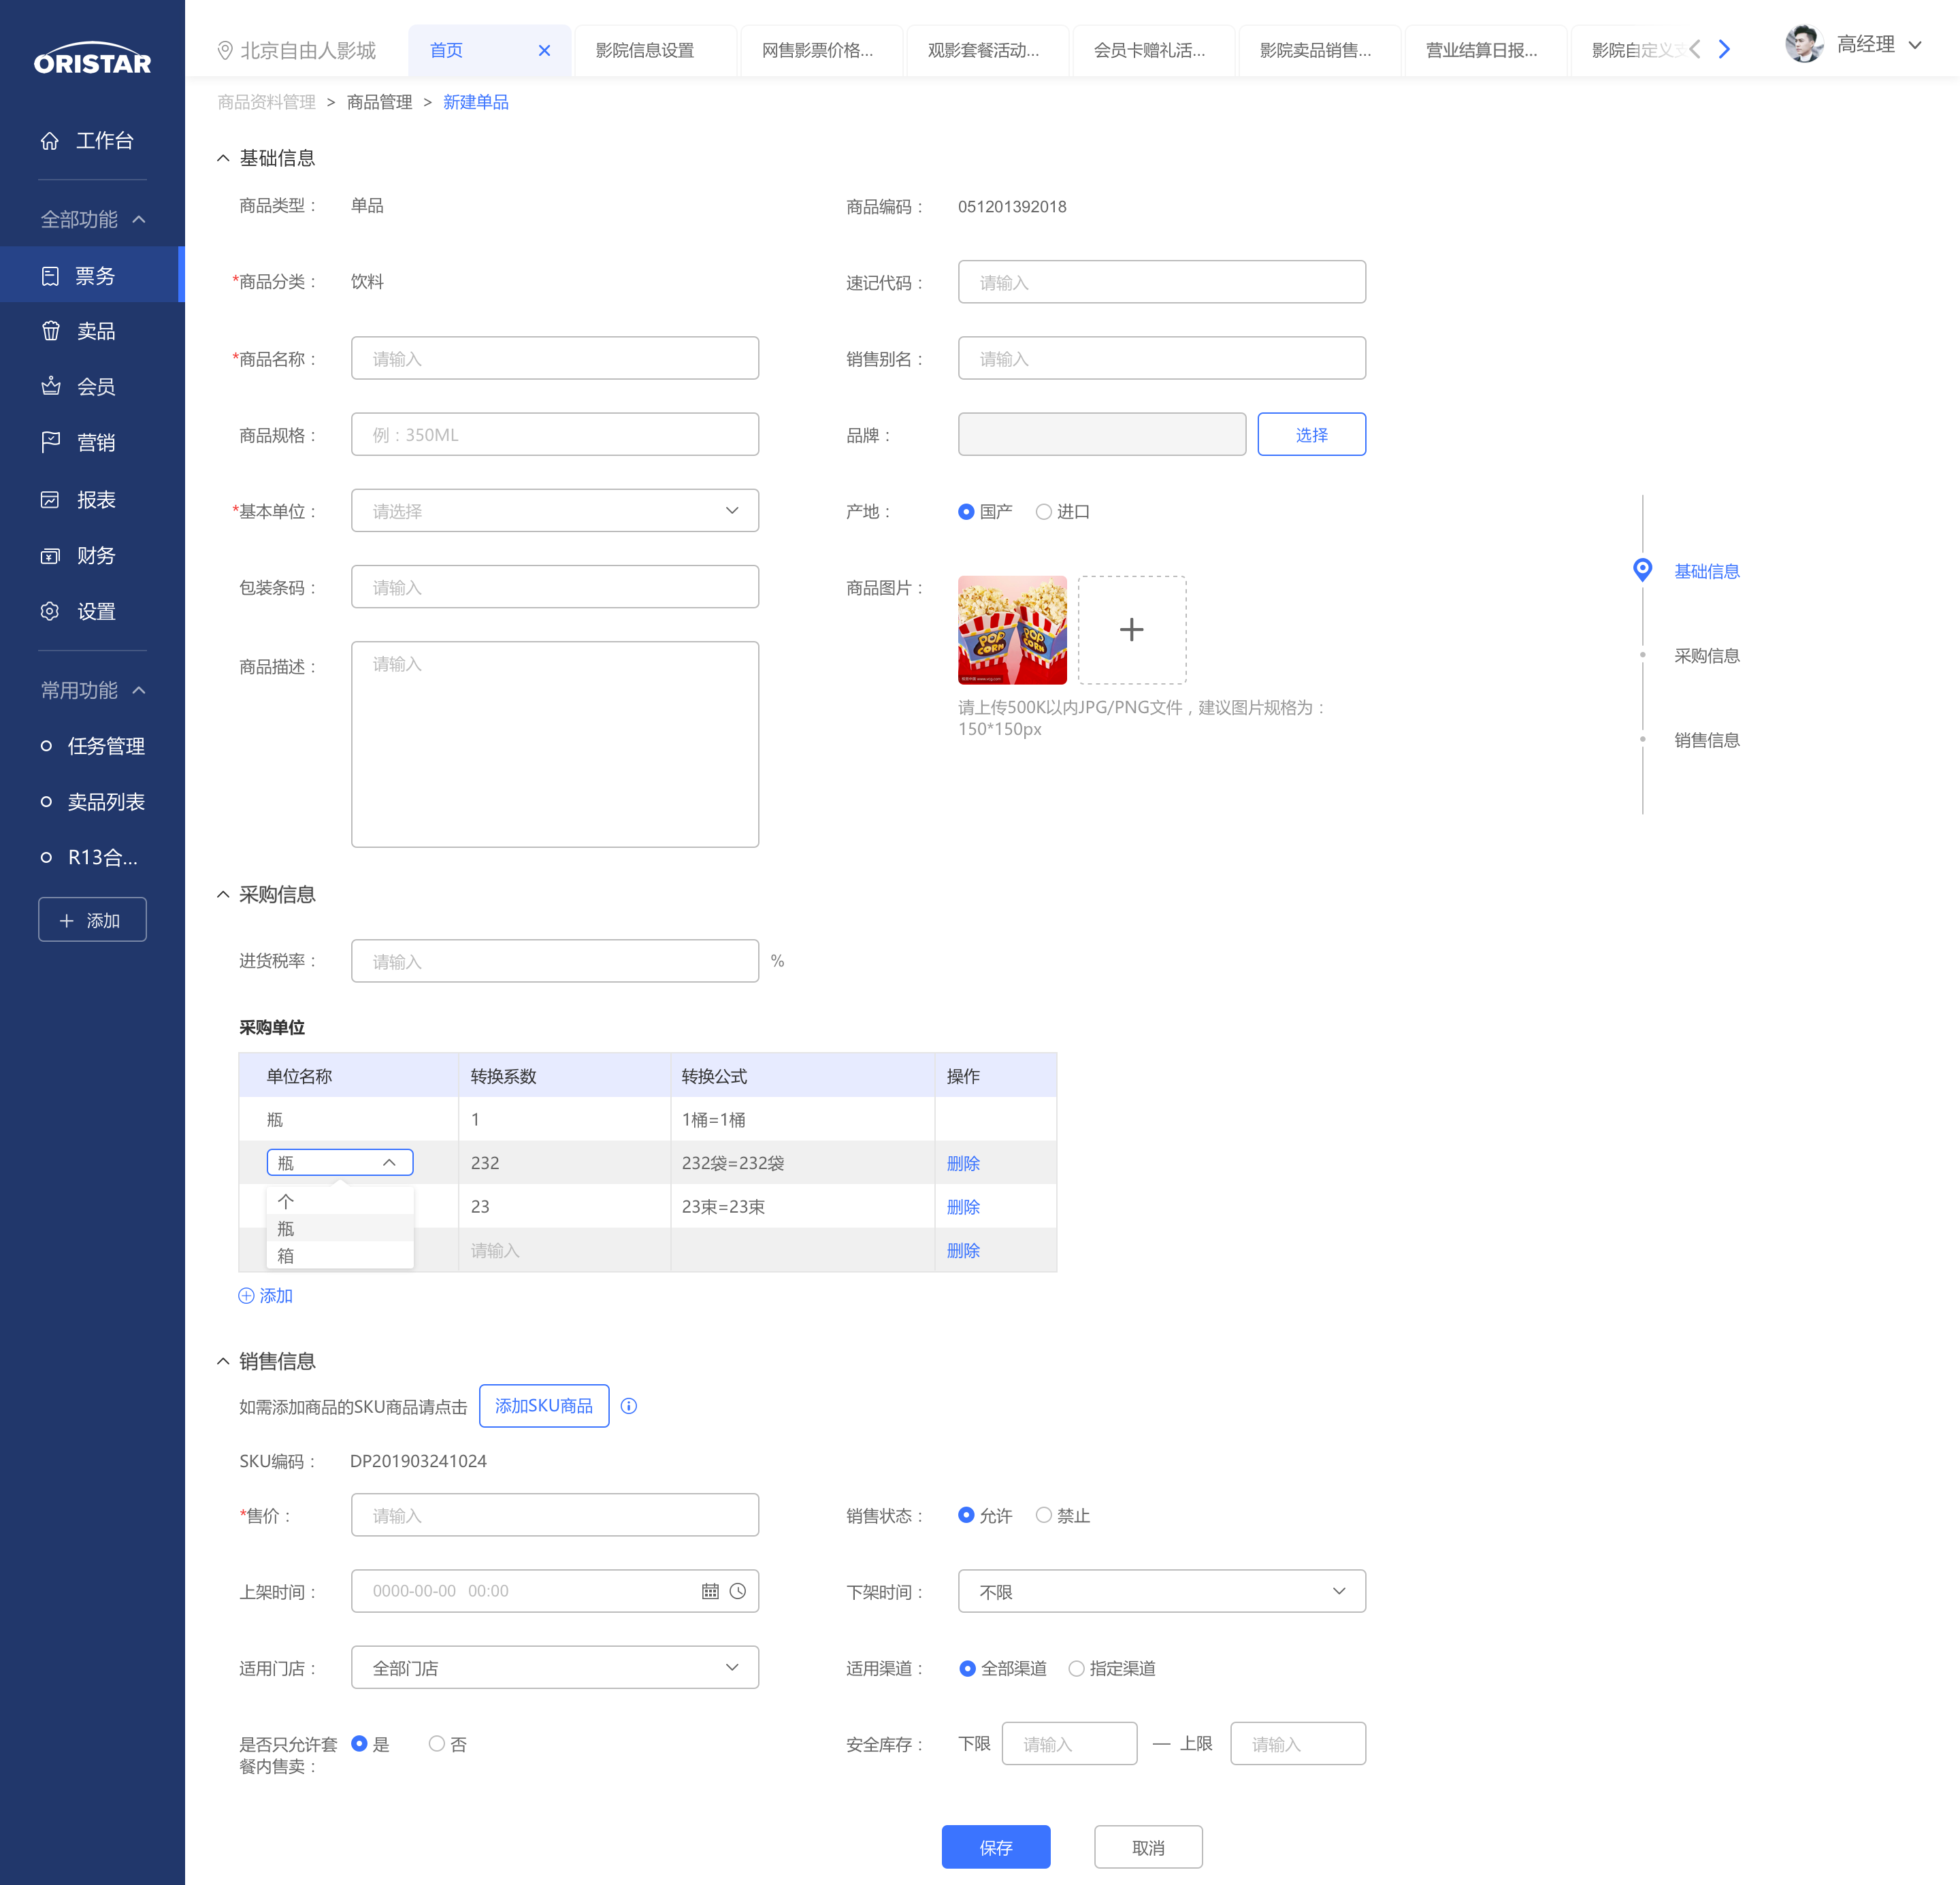 ORISTAR
北京自由人影城
首页
影院信息设置
网售影票价格...
观影套餐活动...
会员卡赠礼活...
影院卖品销售...
营业结算日报...
影院自定义支
高经理
工作台
全部功能
票务
卖品
会员
营销
报表
财务
设置
常用功能
任务管理
卖品列表
R13合...
添加
商品资料管理 > 商品管理 > 新建单品
基础信息
商品类型： 单品
商品编码： 051201392018
*商品分类： 饮料
速记代码： 请输入
*商品名称： 请输入
销售别名： 请输入
商品规格： 例：350ML
品牌： 选择
*基本单位： 请选择
产地： 国产 进口
包装条码： 请输入
商品图片：
POP CORN
POP CORN
请上传500K以内JPG/PNG文件，建议图片规格为：
150*150px
商品描述： 请输入
基础信息
采购信息
销售信息
采购信息
进货税率： 请输入 %
采购单位
单位名称 转换系数 转换公式 操作
瓶 1 1桶=1桶
瓶 232 232袋=232袋 删除
个
23 23束=23束 删除
瓶
请输入 删除
箱
添加
销售信息
如需添加商品的SKU商品请点击 添加SKU商品
SKU编码： DP201903241024
*售价： 请输入
销售状态： 允许 禁止
上架时间： 0000-00-00 00:00
下架时间： 不限
适用门店： 全部门店
适用渠道： 全部渠道 指定渠道
是否只允许套
餐内售卖： 是 否
安全库存： 下限 请输入 — 上限 请输入
保存
取消